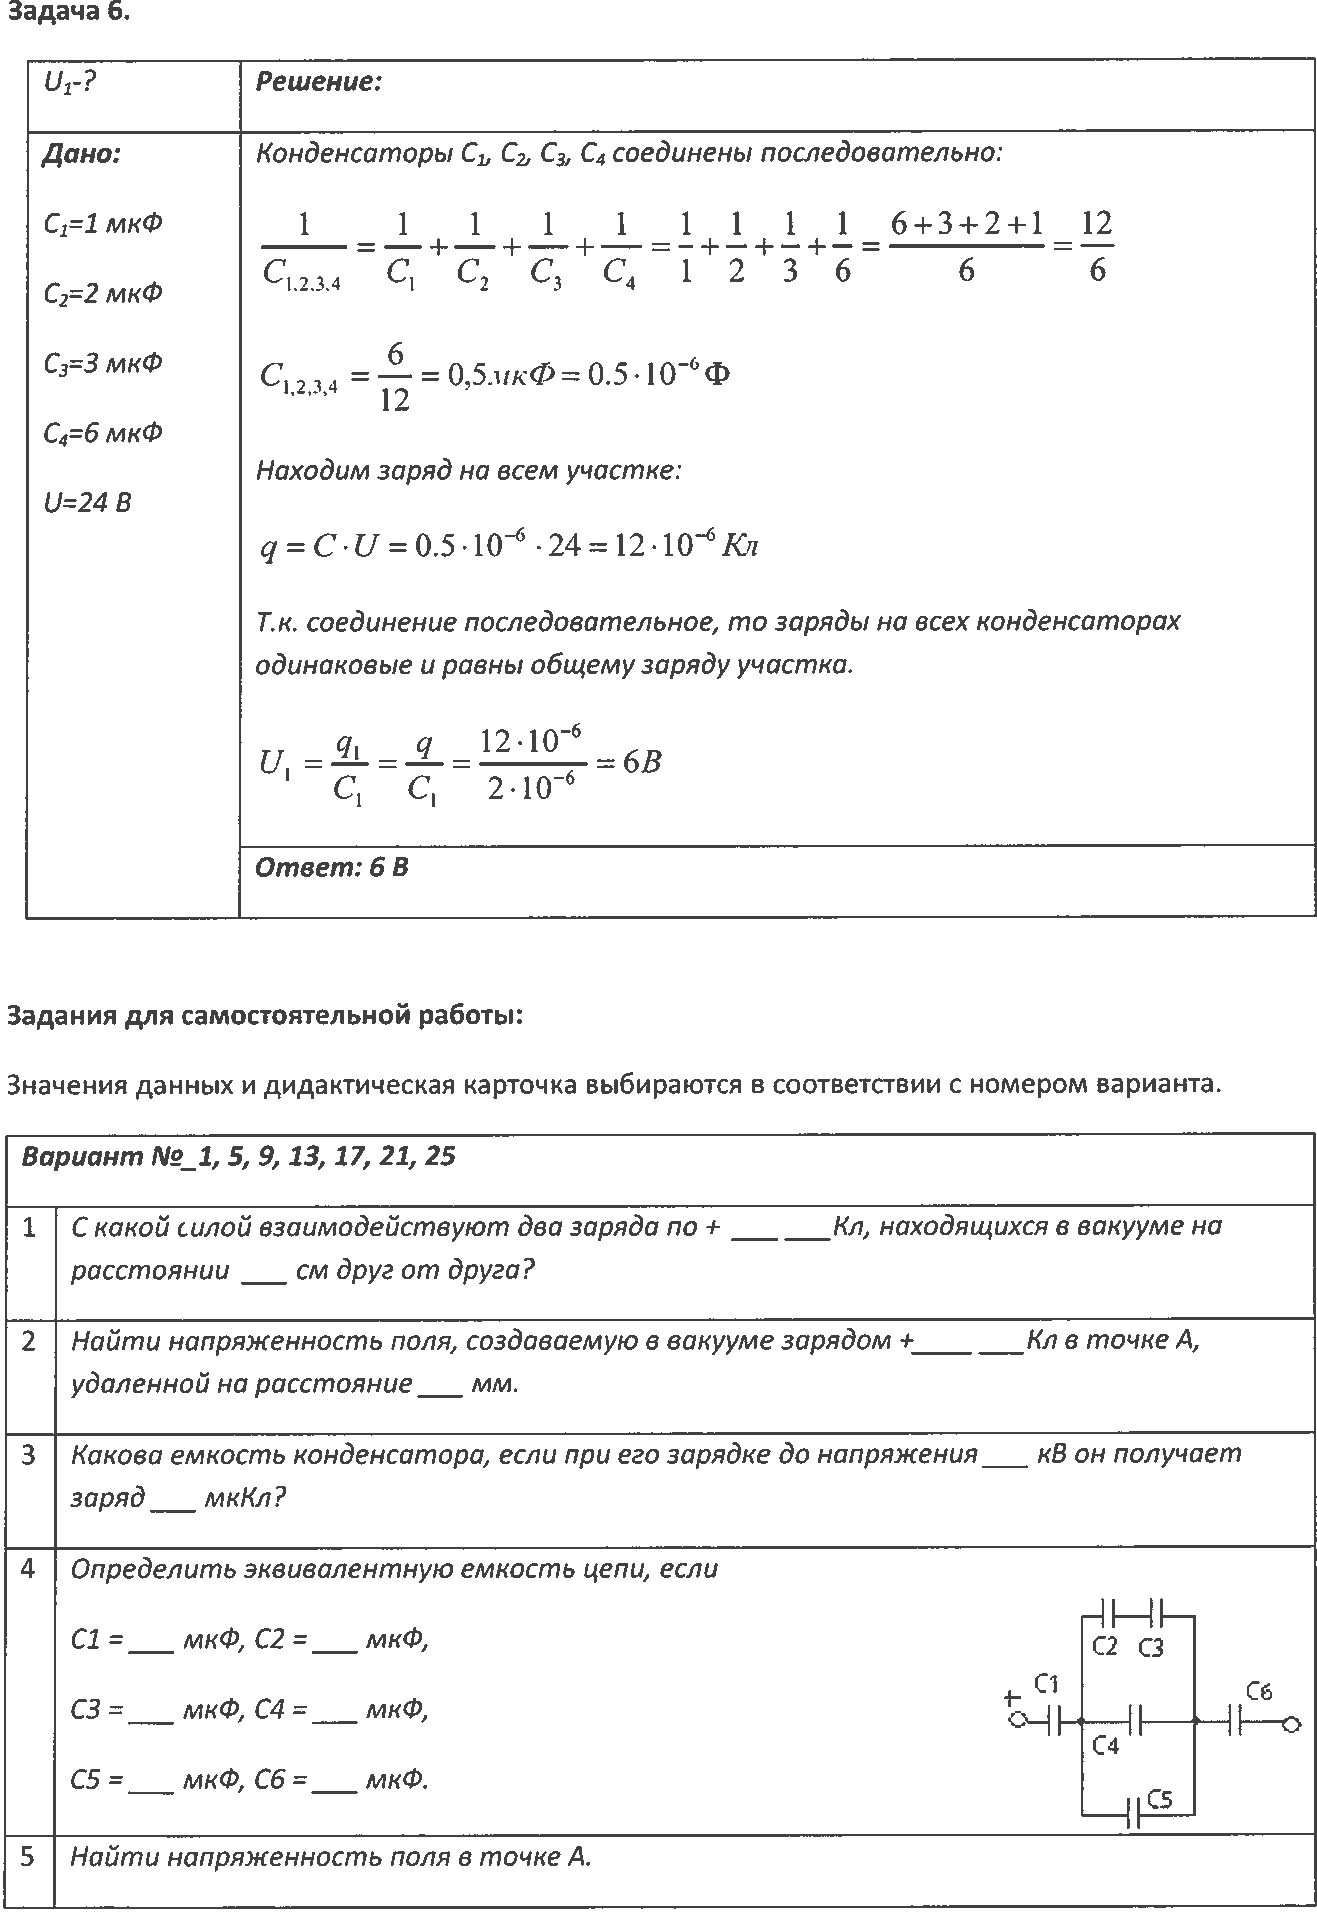 Задача 6.
U₁-?
Решение:
Дано:
C₁=1 мкФ
C₂=2 мкФ
C₃=3 мкФ
C₄=6 мкФ
U=24 В
Конденсаторы C₁, C₂, C₃, C₄ соединены последовательно:
1/C₁.₂.₃.₄ = 1/C₁ + 1/C₂ + 1/C₃ + 1/C₄ = 1/1 + 1/2 + 1/3 + 1/6 = (6+3+2+1)/6 = 12/6
C₁,₂,₃,₄ = 6/12 = 0,5мкФ = 0.5·10⁻⁶ Ф
Находим заряд на всем участке:
q = C·U = 0.5·10⁻⁶ ·24 = 12·10⁻⁶ Кл
Т.к. соединение последовательное, то заряды на всех конденсаторах
одинаковые и равны общему заряду участка.
U₁ = q₁/C₁ = q/C₁ = 12·10⁻⁶/2·10⁻⁶ = 6В
Ответ: 6 В
Задания для самостоятельной работы:
Значения данных и дидактическая карточка выбираются в соответствии с номером варианта.
Вариант №_1, 5, 9, 13, 17, 21, 25
1 С какой силой взаимодействуют два заряда по + ___ ___Кл, находящихся в вакууме на
расстоянии ___ см друг от друга?
2 Найти напряженность поля, создаваемую в вакууме зарядом +____ ___Кл в точке А,
удаленной на расстояние ___ мм.
3 Какова емкость конденсатора, если при его зарядке до напряжения ___ кВ он получает
заряд ___ мкКл?
4 Определить эквивалентную емкость цепи, если
C1 = ___ мкФ, C2 = ___ мкФ,
C3 = ___ мкФ, C4 = ___ мкФ,
C5 = ___ мкФ, C6 = ___ мкФ.
C2 C3
+ C1
C6
C4
C5
5 Найти напряженность поля в точке А.